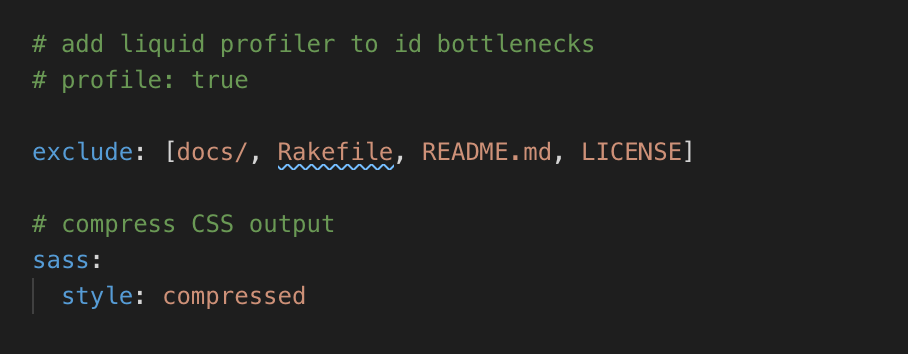 # add liquid profiler to id bottlenecks
# profile: true
exclude: [docs/, Rakefile, README.md, LICENSE]
# compress CSS output
sass:
  style: compressed